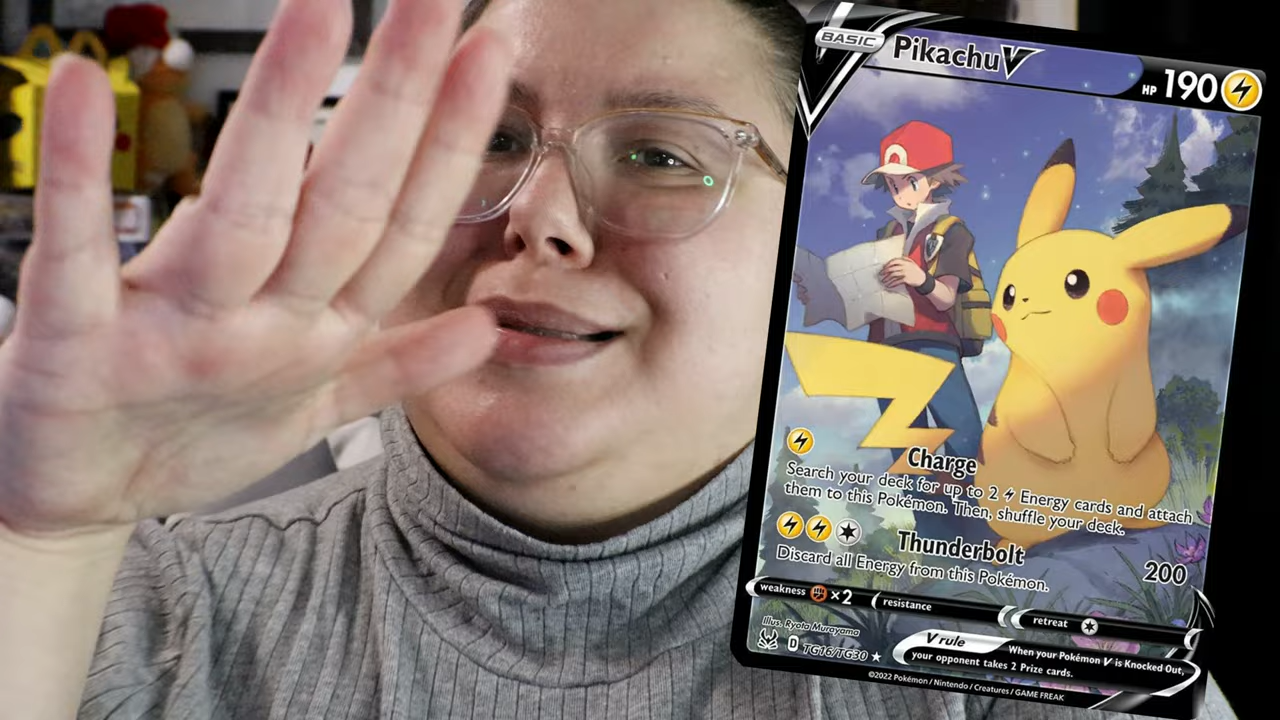 BASIC PikachuV HP 190
Charge
Search your deck for up to 2 Energy cards and attach
them to this Pokémon. Then, shuffle your deck.
Thunderbolt 200
Discard all Energy from this Pokémon.
weakness ×2 resistance retreat
Illus. Ryota Murayama
D TG16/TG30
V rule When your Pokémon V is Knocked Out,
your opponent takes 2 Prize cards.
©2022 Pokémon / Nintendo / Creatures / GAME FREAK